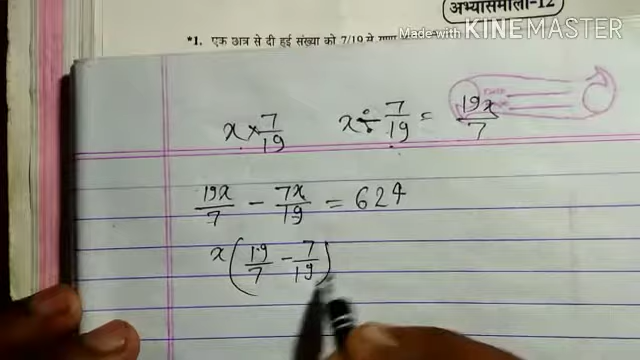 अभ्यासमाला-12
Made with KINEMASTER
*1. एक छात्र से दी हुई संख्या को 7/19 से गुणा
x × 7/19 x ÷ 7/19 = 19x/7
19x/7 - 7x/19 = 624
x(19/7 - 7/19)